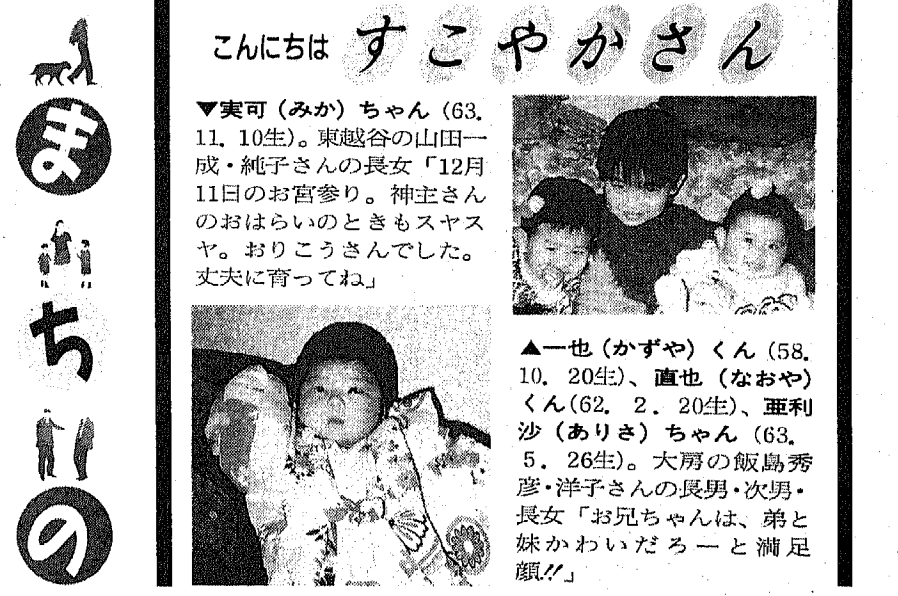 まちの
こんにちは すこやかさん
▼実可（みか）ちゃん（63.
11. 10生）。東越谷の山田一
成・純子さんの長女「12月
11日のお宮参り。神主さん
のおはらいのときもスヤス
ヤ。おりこうさんでした。
丈夫に育ってね」
▲一也（かずや）くん（58.
10. 20生）、直也（なおや）
くん（62. 2. 20生）、亜利
沙（ありさ）ちゃん（63.
5. 26生）。大房の飯島秀
彦・洋子さんの長男・次男・
長女「お兄ちゃんは、弟と
妹かわいだろーと満足
顔!!」